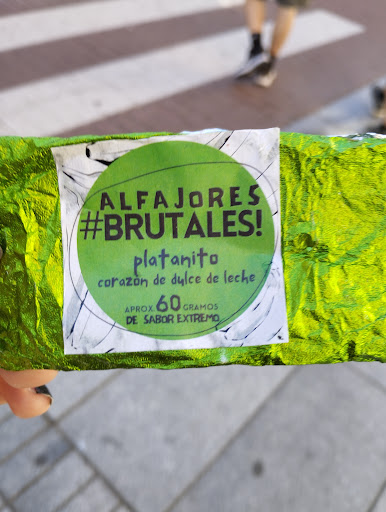 ALFAJORES
#BRUTALES!
platanito
corazón de dulce de leche
APROX. 60 GRAMOS
DE SABOR EXTREMO